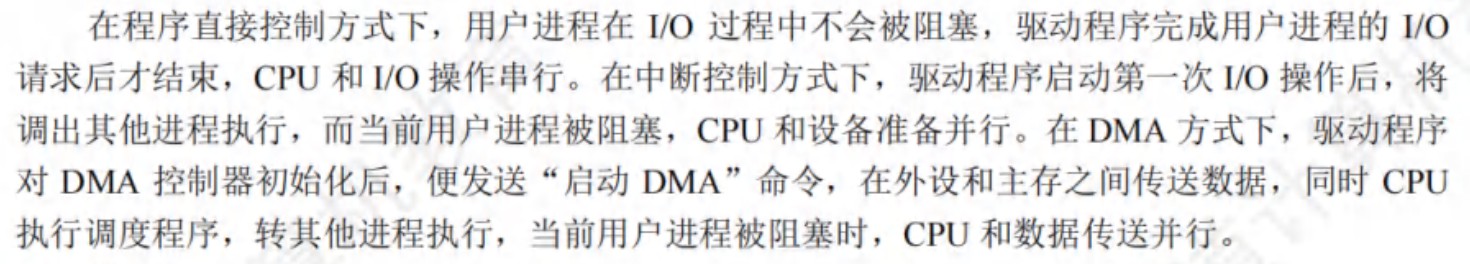 在程序直接控制方式下，用户进程在 I/O 过程中不会被阻塞，驱动程序完成用户进程的 I/O
请求后才结束，CPU 和 I/O 操作串行。在中断控制方式下，驱动程序启动第一次 I/O 操作后，将
调出其他进程执行，而当前用户进程被阻塞，CPU 和设备准备并行。在 DMA 方式下，驱动程序
对 DMA 控制器初始化后，便发送“启动 DMA”命令，在外设和主存之间传送数据，同时 CPU
执行调度程序，转其他进程执行，当前用户进程被阻塞时，CPU 和数据传送并行。